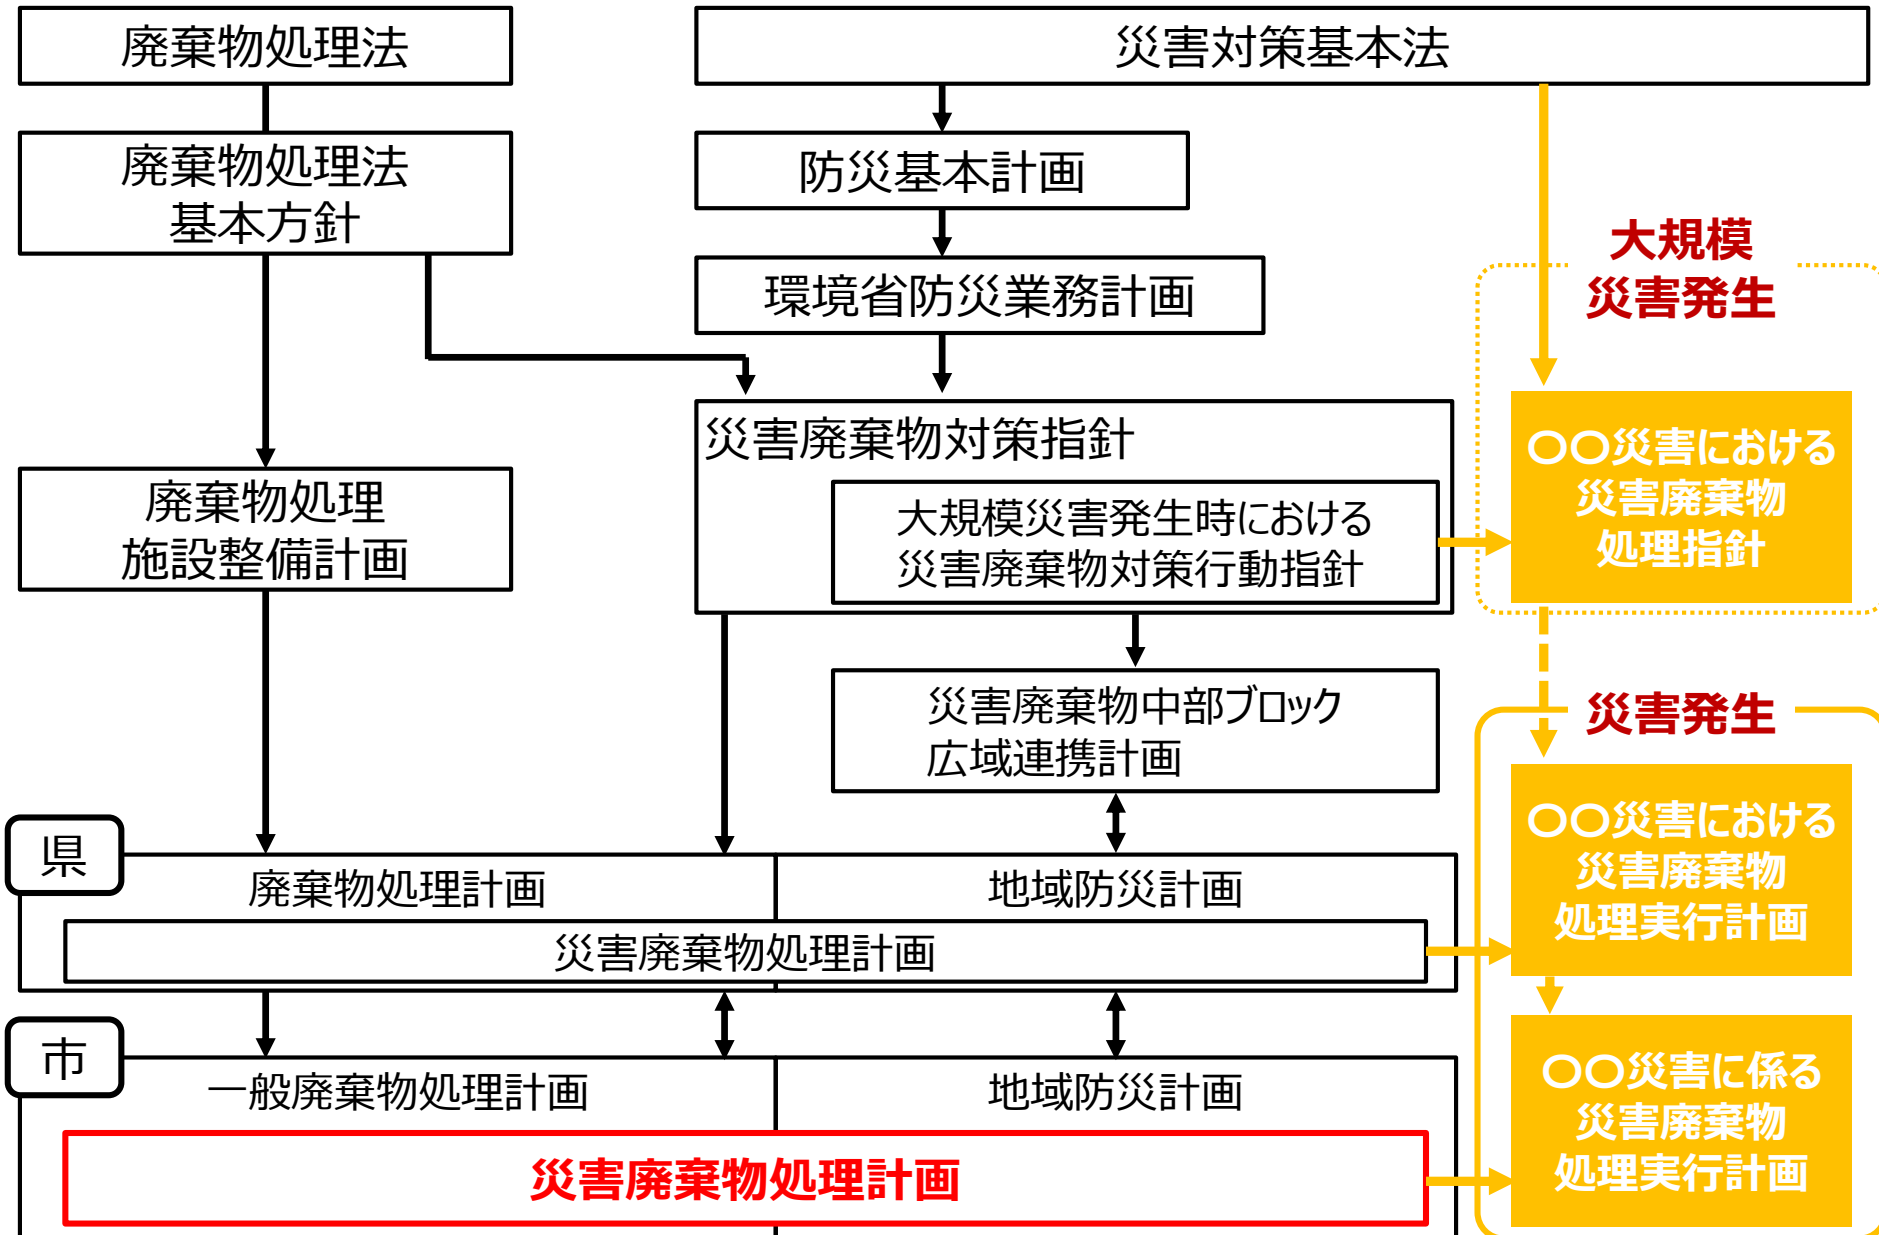 廃棄物処理法
災害対策基本法
廃棄物処理法
基本方針
防災基本計画
環境省防災業務計画
大規模
災害発生
災害廃棄物対策指針
大規模災害発生時における
災害廃棄物対策行動指針
〇〇災害における
災害廃棄物
処理指針
廃棄物処理
施設整備計画
災害廃棄物中部ブロック
広域連携計画
災害発生
〇〇災害における
災害廃棄物
処理実行計画
県
廃棄物処理計画
地域防災計画
災害廃棄物処理計画
市
一般廃棄物処理計画
地域防災計画
災害廃棄物処理計画
〇〇災害に係る
災害廃棄物
処理実行計画